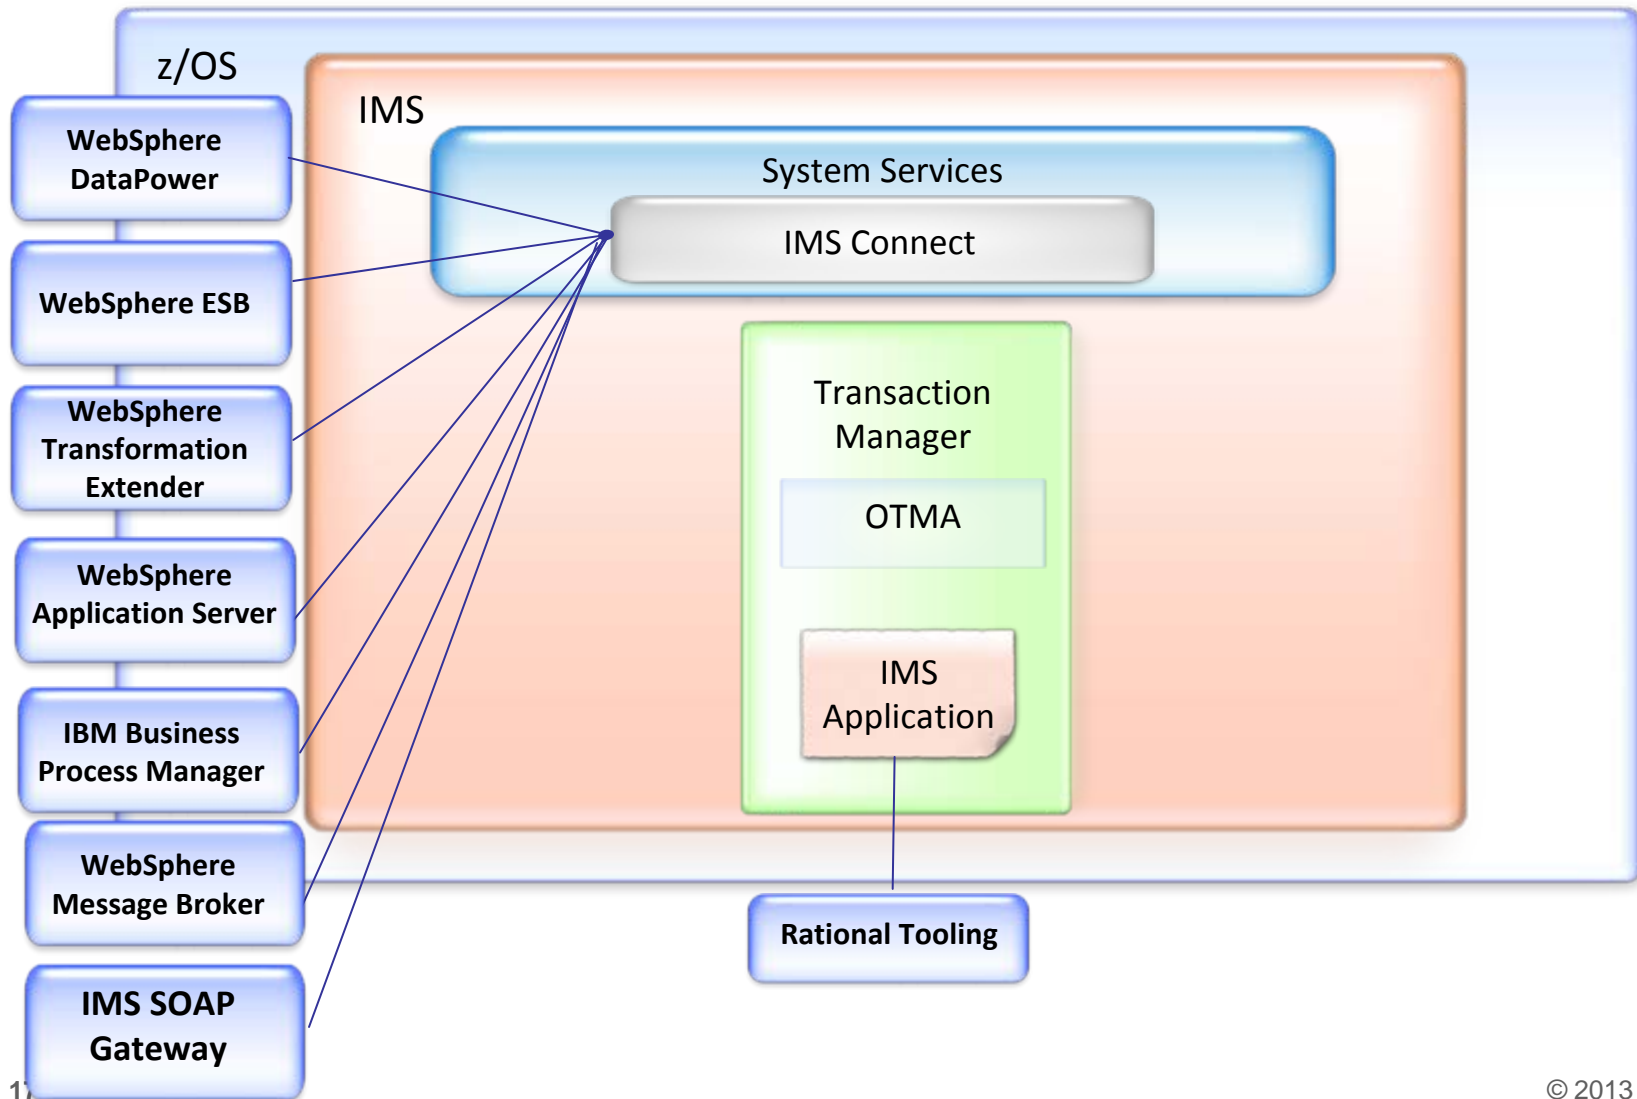 z/OS
IMS
WebSphere
DataPower
System Services
IMS Connect
WebSphere ESB
WebSphere
Transformation
Extender
Transaction
Manager
OTMA
WebSphere
Application Server
IMS
Application
IBM Business
Process Manager
WebSphere
Message Broker
Rational Tooling
IMS SOAP
Gateway
17
© 2013